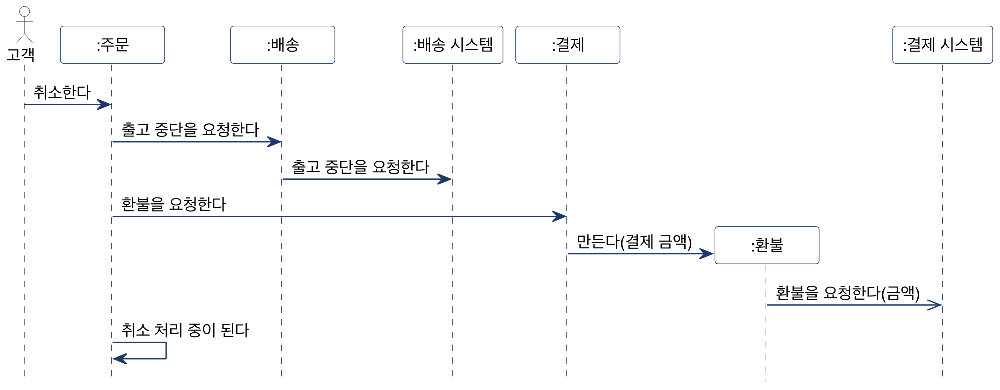 고객
:주문
:배송
:배송 시스템
:결제
:결제 시스템
취소한다
출고 중단을 요청한다
출고 중단을 요청한다
환불을 요청한다
만든다(결제 금액)
:환불
환불을 요청한다(금액)
취소 처리 중이 된다